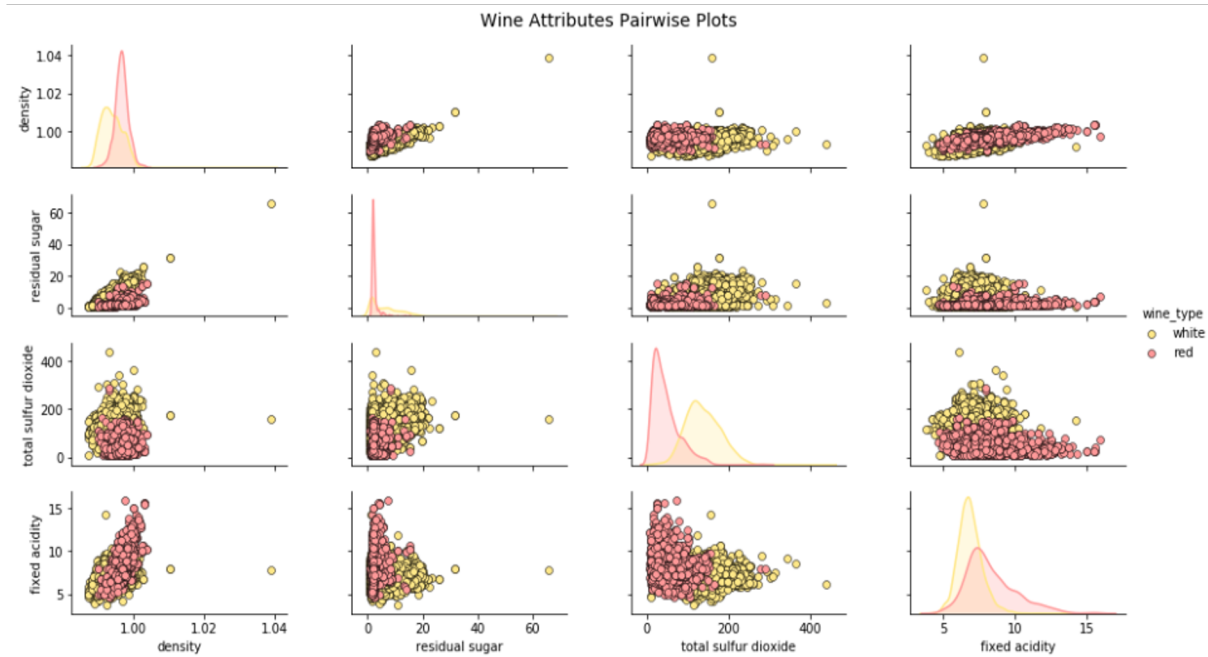 Wine Attributes Pairwise Plots
density
1.04
1.02
1.00
residual sugar
60
40
20
0
total sulfur dioxide
400
200
0
fixed acidity
15
10
5
1.00 1.02 1.04
density
0 20 40 60
residual sugar
0 200 400
total sulfur dioxide
5 10 15
fixed acidity
wine_type
white
red